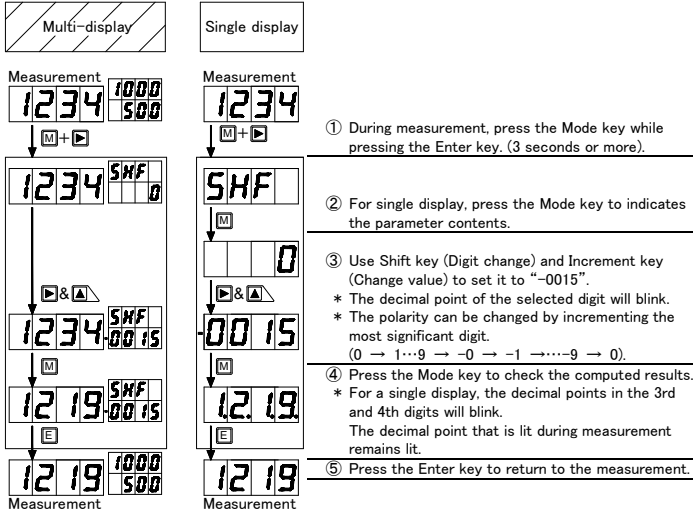 Multi-display
Single display
Measurement
1234
1000
500
M+▶
1234
SHF
0
▶&▲
1234
SHF
-0015
M
1219
SHF
-0015
E
1219
1000
500
Measurement
Measurement
1234
M+▶
SHF
M
0
▶&▲
-0015
M
1.2.1.9.
E
1219
Measurement
① During measurement, press the Mode key while
pressing the Enter key. (3 seconds or more).
② For single display, press the Mode key to indicates
the parameter contents.
③ Use Shift key (Digit change) and Increment key
(Change value) to set it to “-0015”.
* The decimal point of the selected digit will blink.
* The polarity can be changed by incrementing the
most significant digit.
(0 → 1…9 → -0 → -1 →…-9 → 0).
④ Press the Mode key to check the computed results.
* For a single display, the decimal points in the 3rd
and 4th digits will blink.
The decimal point that is lit during measurement
remains lit.
⑤ Press the Enter key to return to the measurement.